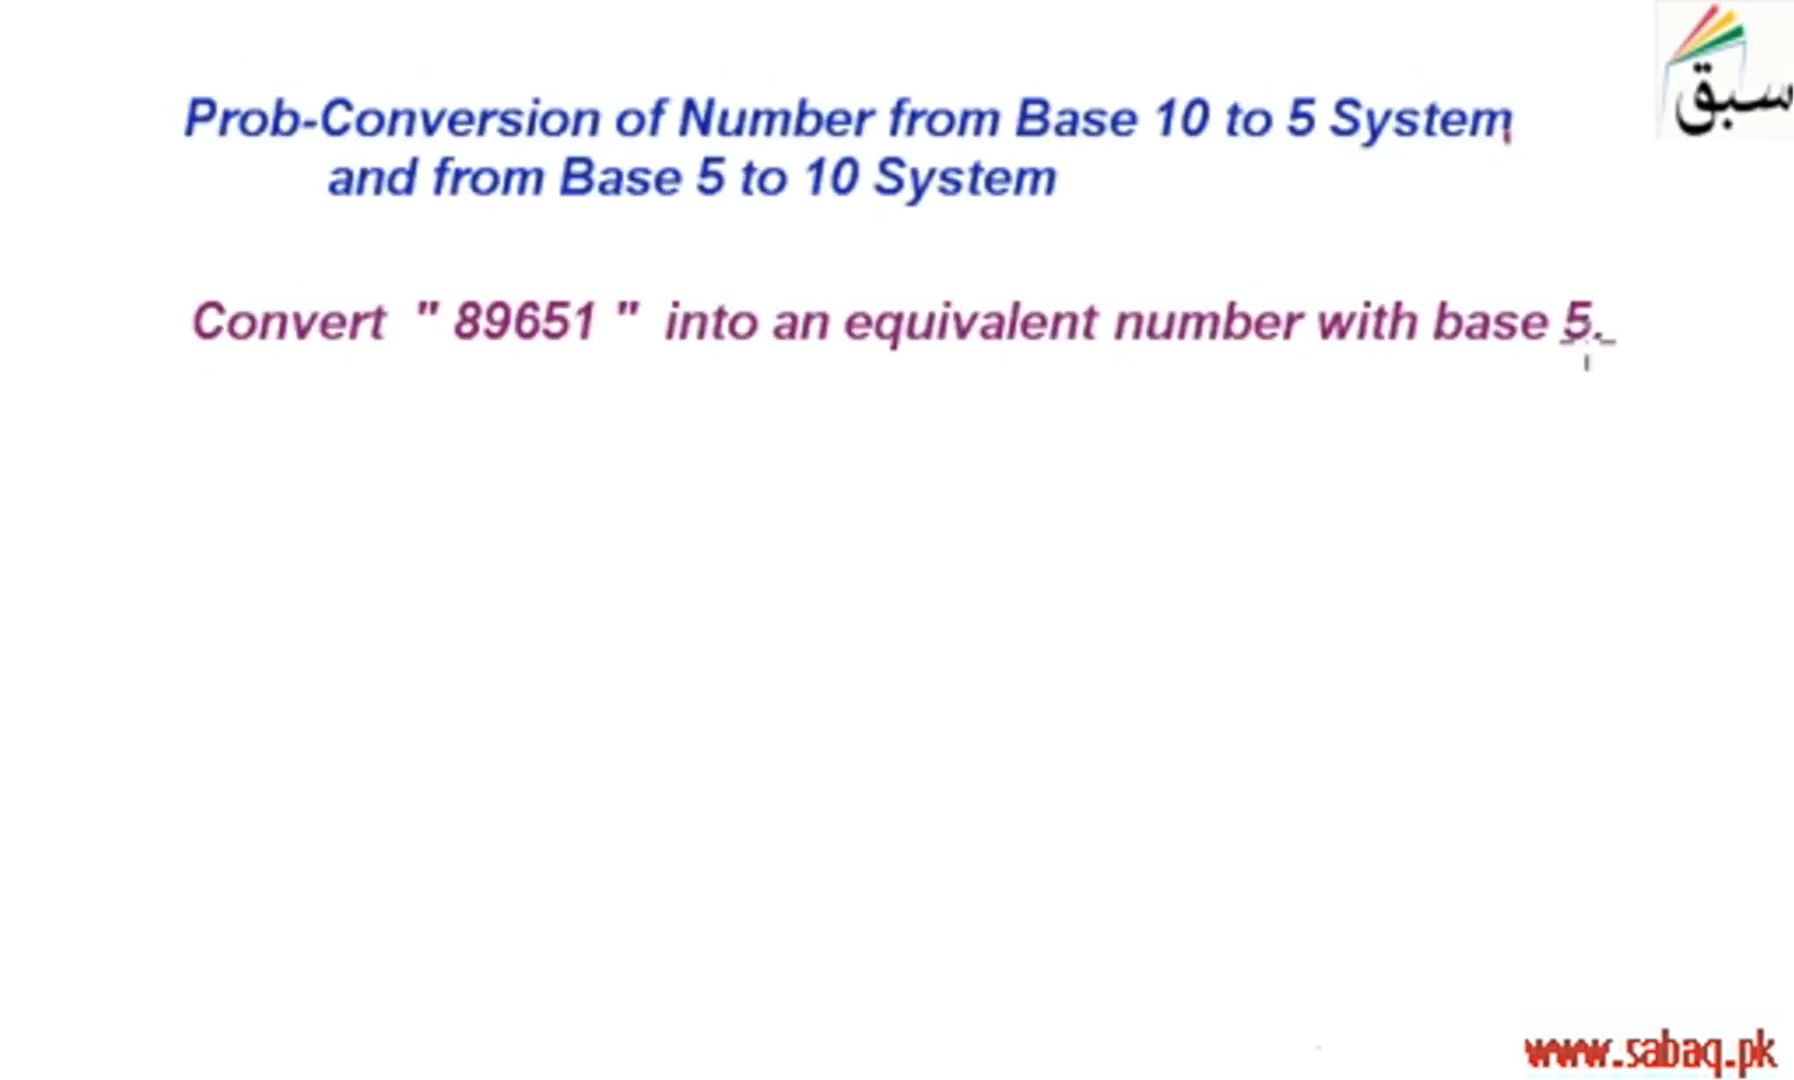 سبق
Prob-Conversion of Number from Base 10 to 5 System
and from Base 5 to 10 System
Convert " 89651 " into an equivalent number with base 5.
www.sabaq.pk